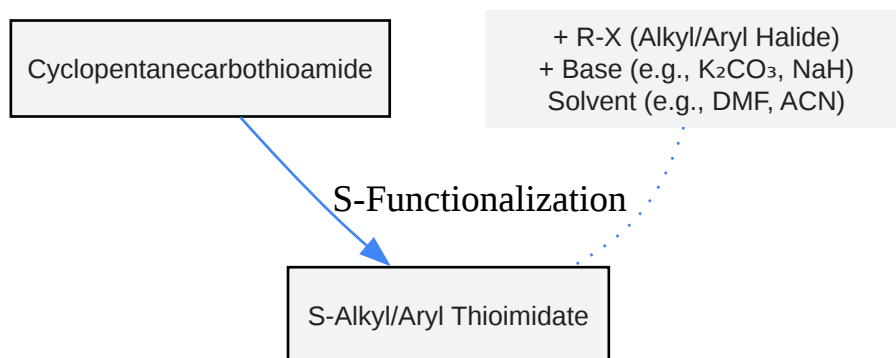 Cyclopentanecarbothioamide
+ R-X (Alkyl/Aryl Halide)
+ Base (e.g., K₂CO₃, NaH)
Solvent (e.g., DMF, ACN)
S-Functionalization
S-Alkyl/Aryl Thioimidate